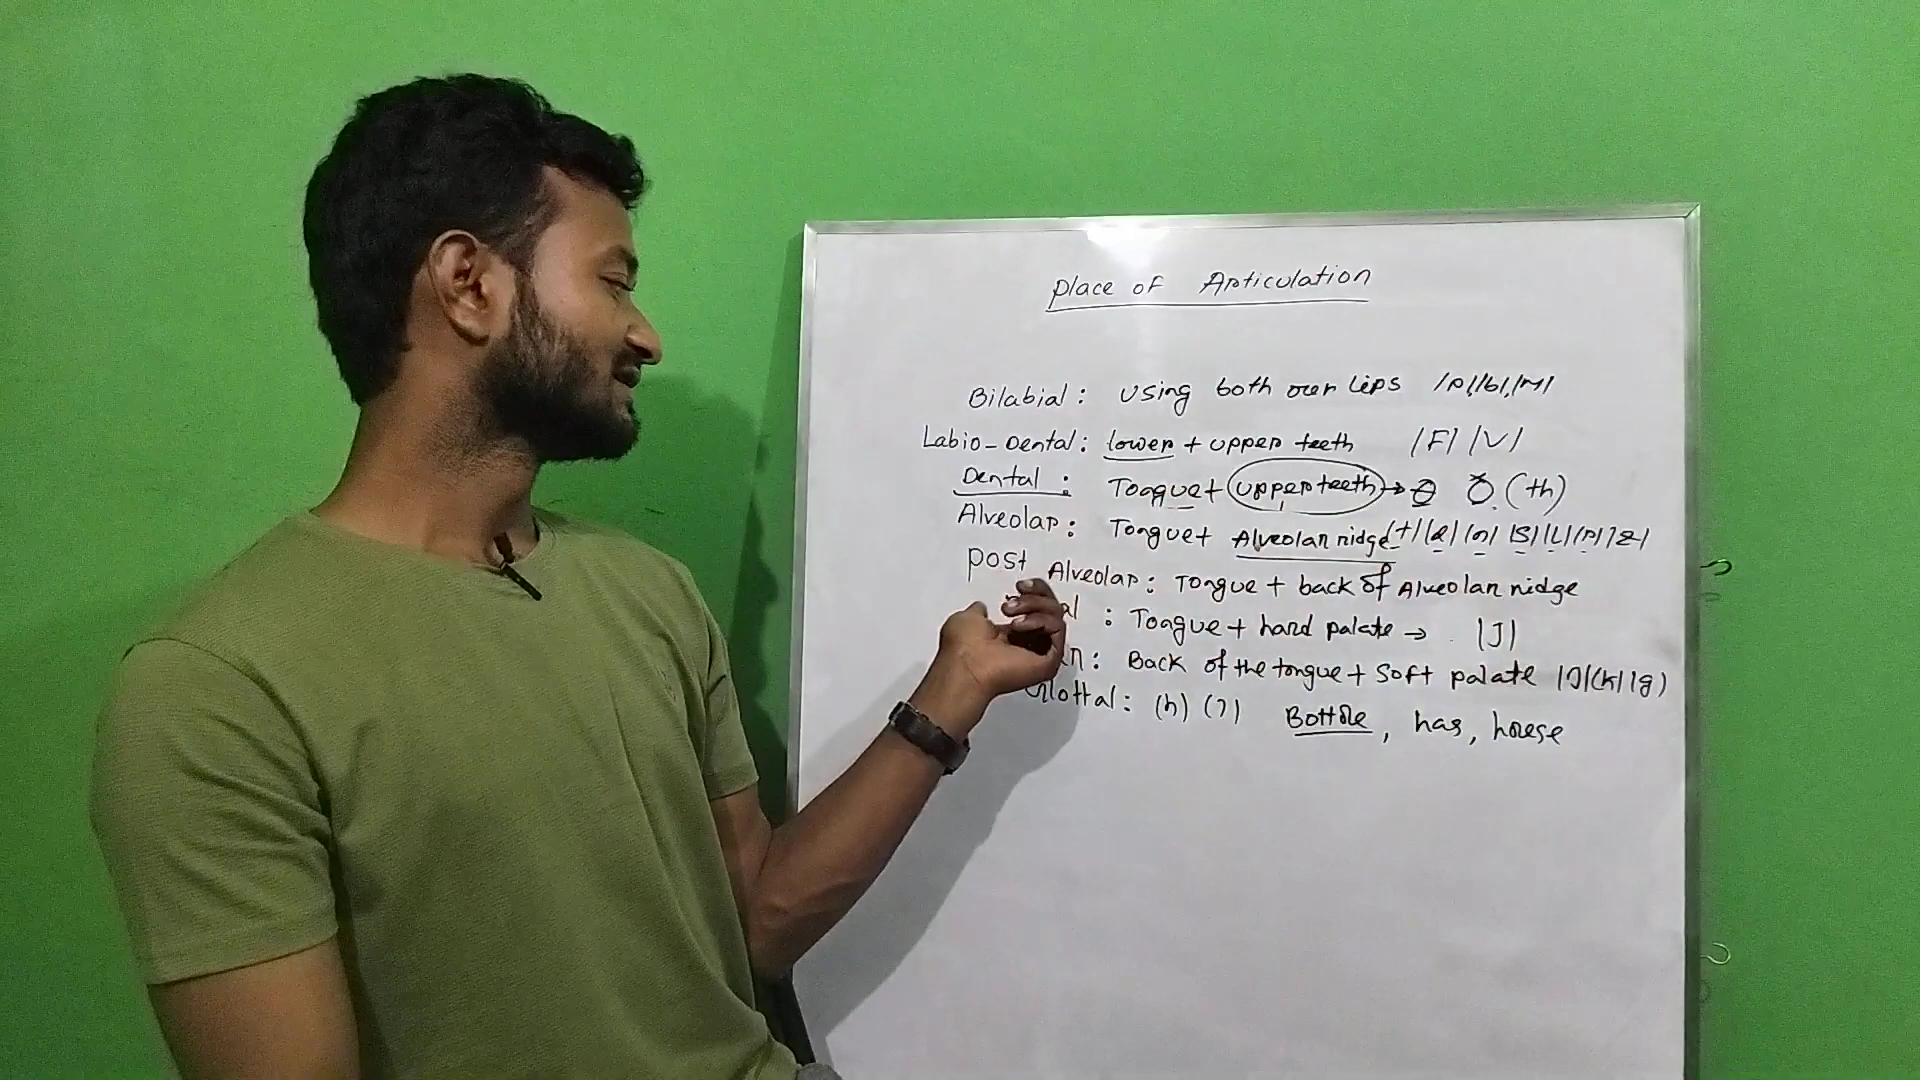 Place of Articulation
Bilabial: Using both our Lips /p/,/b/,/m/
Labio-Dental: lower + upper teeth /F/ /V/
Dental: Tongue + upper teeth → θ ð (th)
Alveolar: Tongue + Alveolar ridge /t/ /d/ /n/ /s/ /l/ /r/ /z/
Post Alveolar: Tongue + back of Alveolar ridge
: Tongue + hard palate → /J/
: Back of the tongue + Soft palate /k/ /g/
Glottal: (h) (ʔ) Bottle, has, house